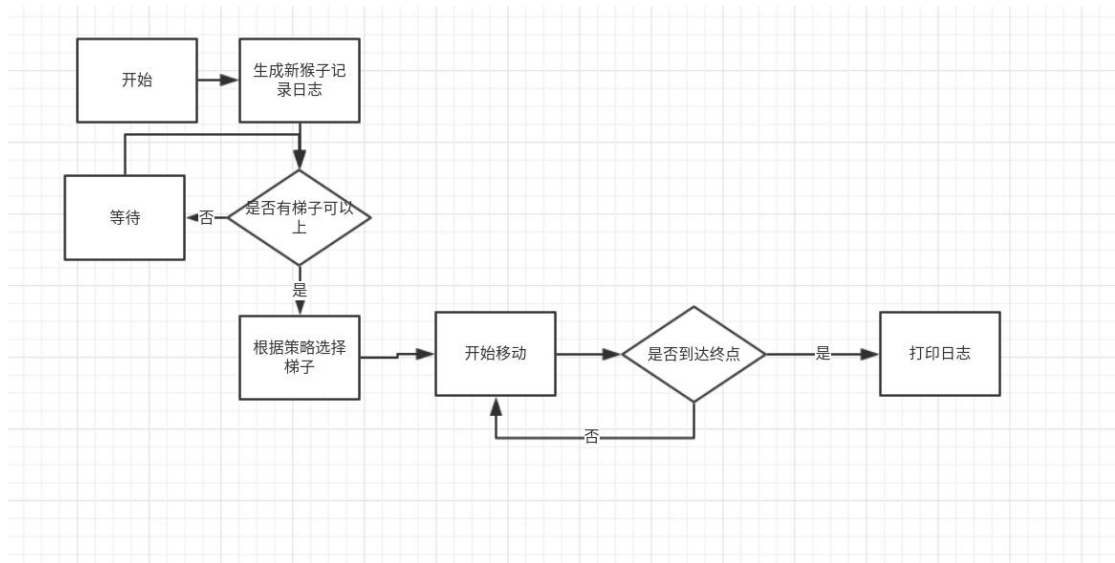 开始
生成新猴子记
录日志
等待
否
是否有梯子可以
上
是
根据策略选择
梯子
开始移动
是否到达终点
是
打印日志
否